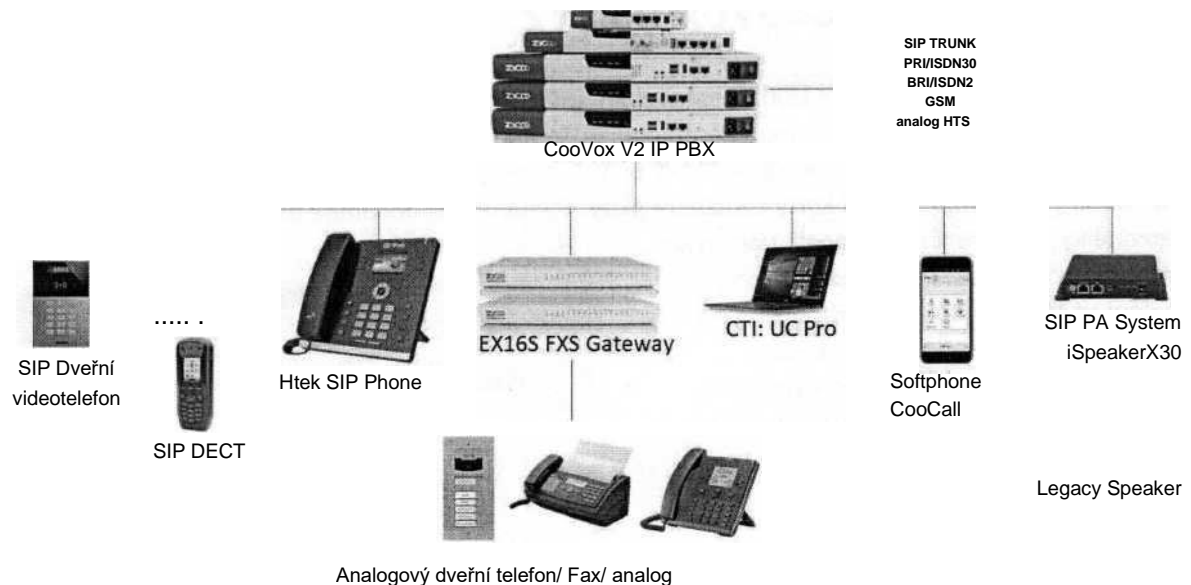 SIP TRUNK
PRI/ISDN30
BRI/ISDN2
GSM
analog HTS
CooVox V2 IP PBX
SIP Dveřní
videotelefon
..... .
SIP DECT
Htek SIP Phone
EX16S FXS Gateway
CTI: UC Pro
Softphone
CooCall
SIP PA System
iSpeakerX30
Legacy Speaker
Analogový dveřní telefon/ Fax/ analog